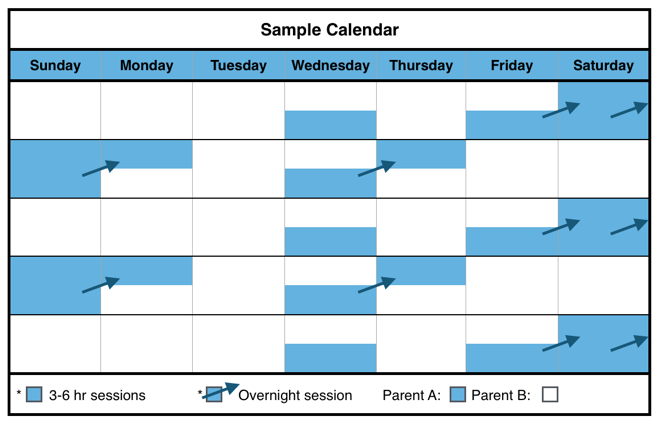 Sample Calendar
Sunday Monday Tuesday Wednesday Thursday Friday Saturday
* 3-6 hr sessions * Overnight session Parent A: Parent B: